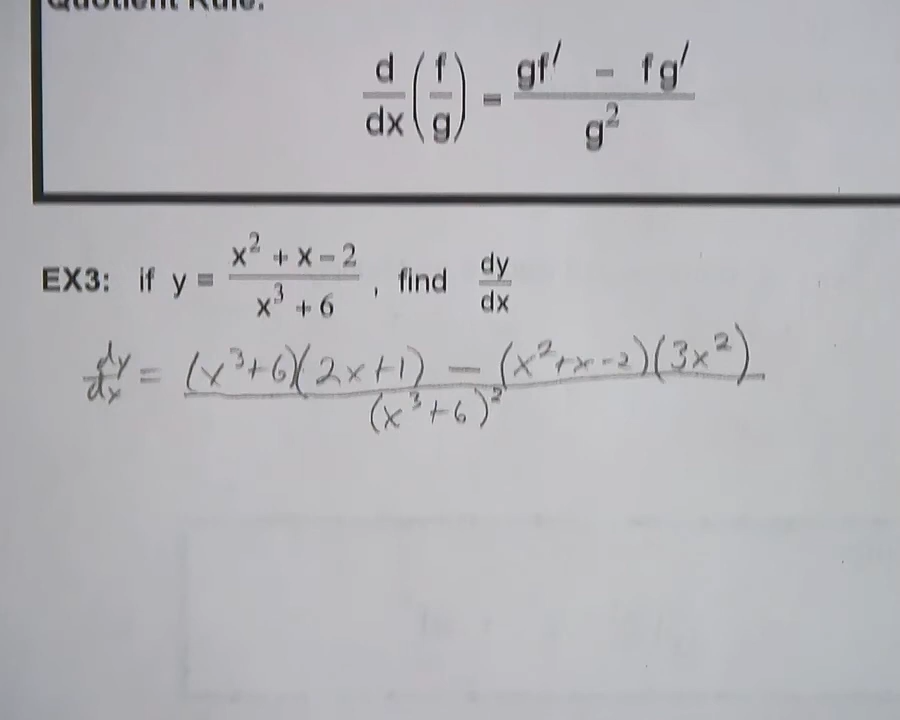 Quotient Rule:
d/dx (f/g) = (gf′ - fg′)/g²
EX3: if y = (x² + x - 2)/(x³ + 6) , find dy/dx
dy/dx = ((x³+6)(2x+1) - (x²+x-2)(3x²))/(x³+6)²